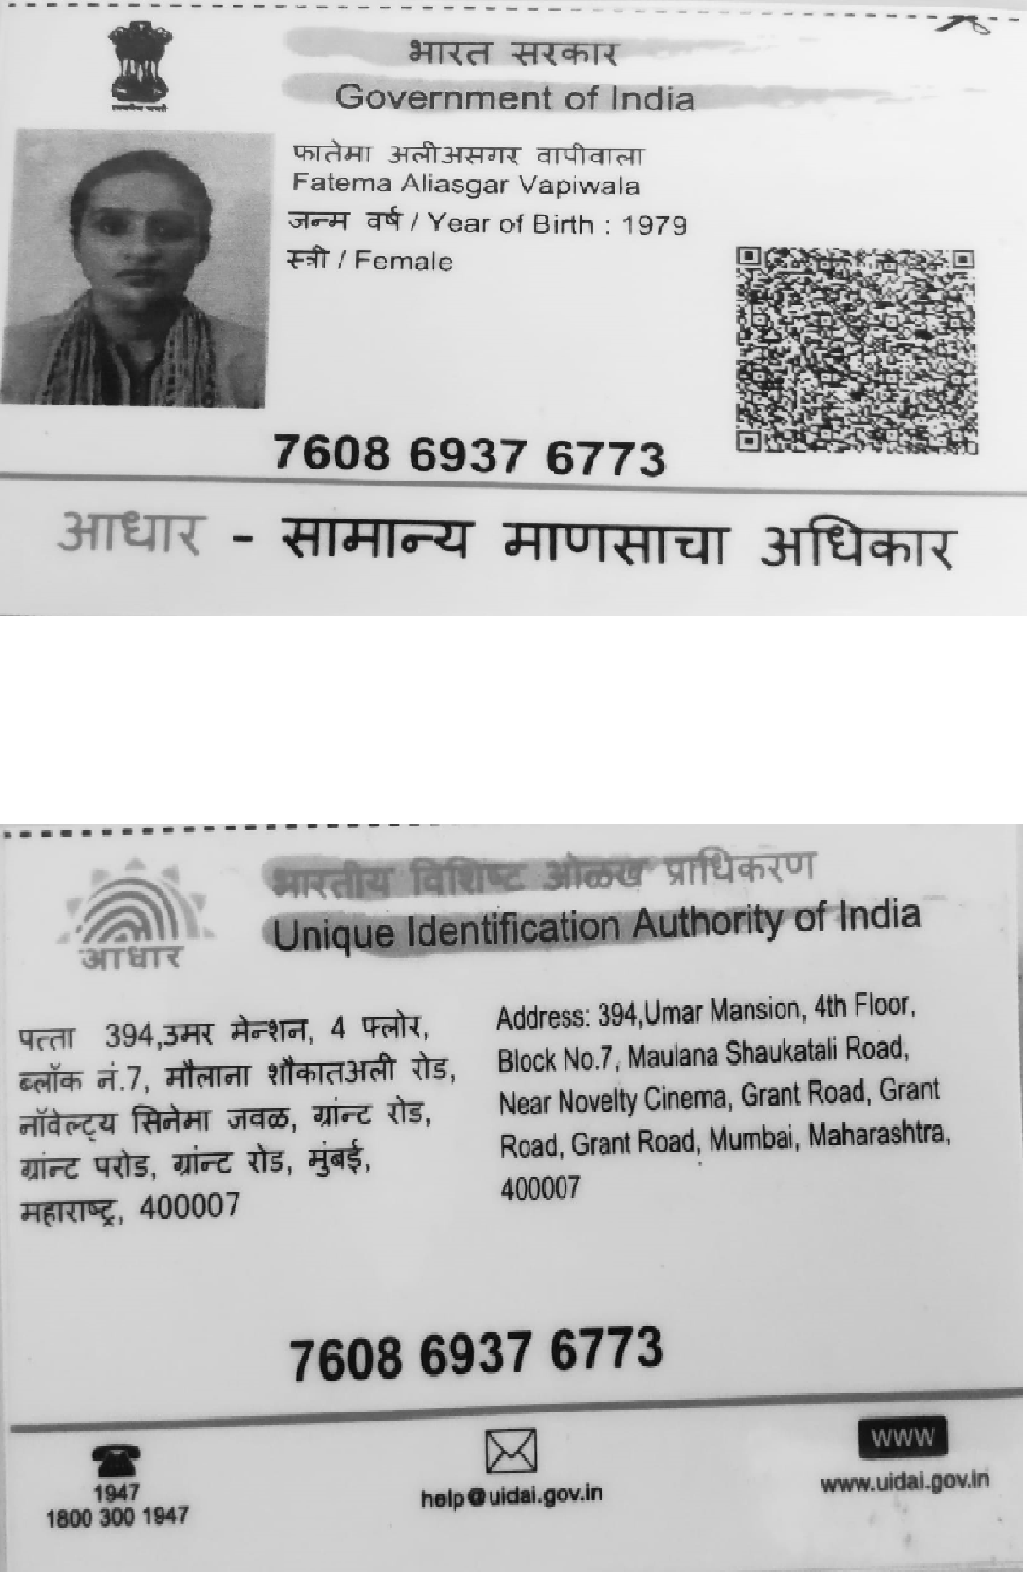 भारत सरकार
Government of India
फातेमा अलीअसगर वापीवाला
Fatema Aliasgar Vapiwala
जन्म वर्ष / Year of Birth : 1979
स्त्री / Female
7608 6937 6773
आधार - सामान्य माणसाचा अधिकार
भारतीय विशिष्ट ओळख प्राधिकरण
Unique Identification Authority of India
आधार
पत्ता 394,उमर मेन्शन, 4 फ्लोर,
ब्लॉक नं.7, मौलाना शौकातअली रोड,
नॉवेल्ट्य सिनेमा जवळ, ग्रांन्ट रोड,
ग्रांन्ट परोड, ग्रांन्ट रोड, मुंबई,
महाराष्ट्र, 400007
Address: 394,Umar Mansion, 4th Floor,
Block No.7, Maulana Shaukatali Road,
Near Novelty Cinema, Grant Road, Grant
Road, Grant Road, Mumbai, Maharashtra,
400007
7608 6937 6773
1947
1800 300 1947
help@uidai.gov.in
WWW
www.uidai.gov.in